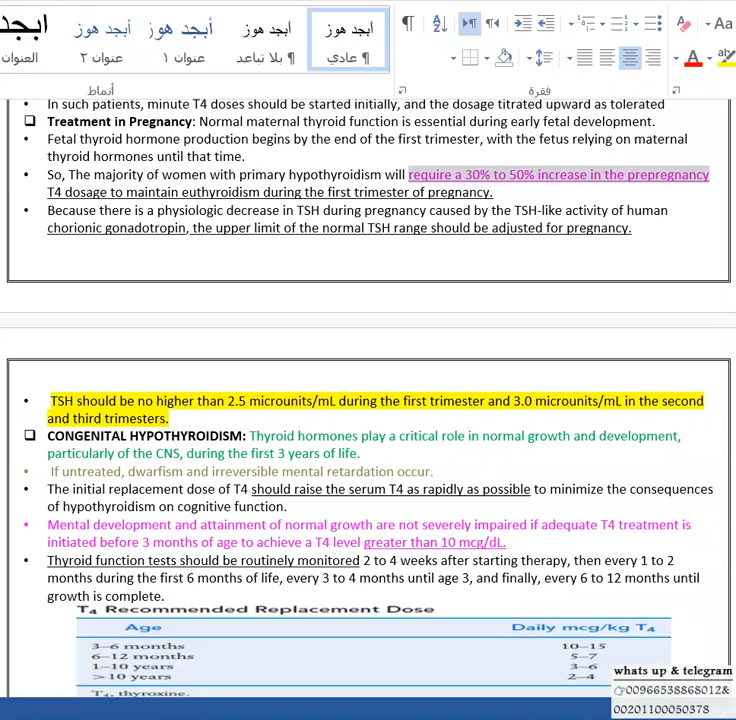 ابجد أبجد هوز أبجد هوز أبجد هوز أبجد هوز
العنوان عنوان ٢ عنوان ١ ¶ بلا تباعد ¶ عادي
أنماط
فقرة
Aa
A
• In such patients, minute T4 doses should be started initially, and the dosage titrated upward as tolerated
❑ Treatment in Pregnancy: Normal maternal thyroid function is essential during early fetal development.
• Fetal thyroid hormone production begins by the end of the first trimester, with the fetus relying on maternal
thyroid hormones until that time.
• So, The majority of women with primary hypothyroidism will require a 30% to 50% increase in the prepregnancy
T4 dosage to maintain euthyroidism during the first trimester of pregnancy.
• Because there is a physiologic decrease in TSH during pregnancy caused by the TSH-like activity of human
chorionic gonadotropin, the upper limit of the normal TSH range should be adjusted for pregnancy.
• TSH should be no higher than 2.5 microunits/mL during the first trimester and 3.0 microunits/mL in the second
and third trimesters.
❑ CONGENITAL HYPOTHYROIDISM: Thyroid hormones play a critical role in normal growth and development,
particularly of the CNS, during the first 3 years of life.
• If untreated, dwarfism and irreversible mental retardation occur.
• The initial replacement dose of T4 should raise the serum T4 as rapidly as possible to minimize the consequences
of hypothyroidism on cognitive function.
• Mental development and attainment of normal growth are not severely impaired if adequate T4 treatment is
initiated before 3 months of age to achieve a T4 level greater than 10 mcg/dL.
• Thyroid function tests should be routinely monitored 2 to 4 weeks after starting therapy, then every 1 to 2
months during the first 6 months of life, every 3 to 4 months until age 3, and finally, every 6 to 12 months until
growth is complete.
T4 Recommended Replacement Dose
Age Daily mcg/kg T4
3–6 months 10–15
6–12 months 5–7
1–10 years 3–6
>10 years 2–4
T4, thyroxine.
whats up & telegram
00966538868012&
00201100050378